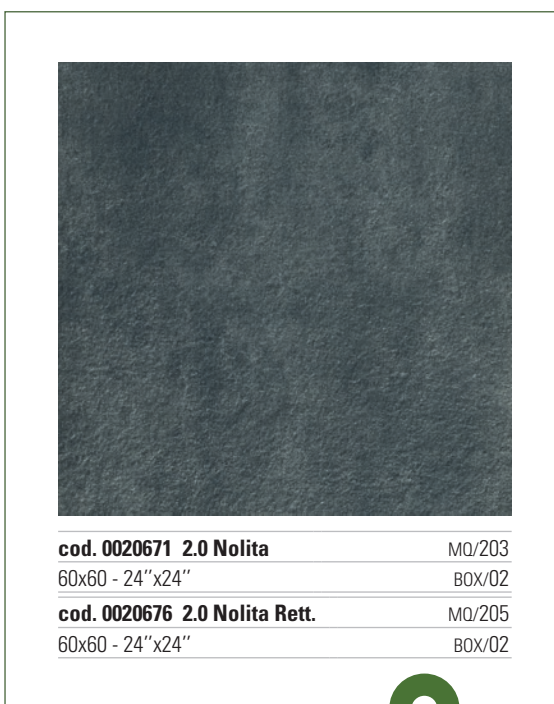 cod. 0020671 2.0 Nolita MQ/203
60x60 - 24’’x24’’ BOX/02
cod. 0020676 2.0 Nolita Rett. MQ/205
60x60 - 24’’x24’’ BOX/02